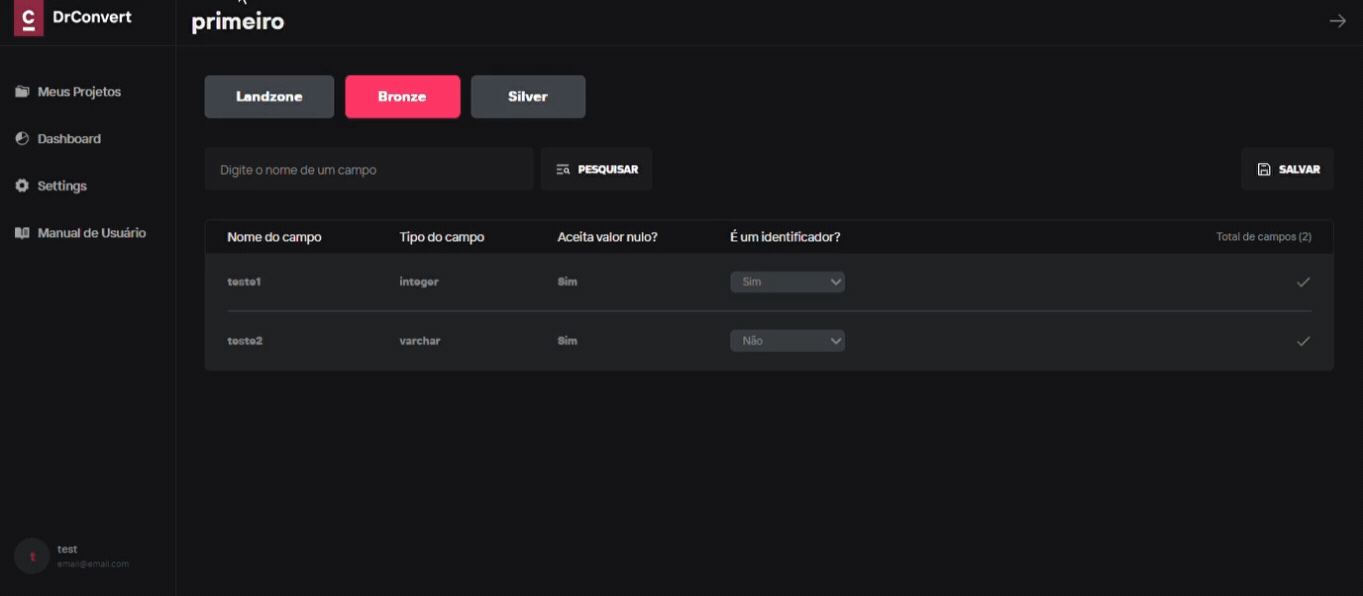 C DrConvert
primeiro
Meus Projetos
Dashboard
Settings
Manual de Usuário
Landzone Bronze Silver
Digite o nome de um campo PESQUISAR SALVAR
Nome do campo Tipo do campo Aceita valor nulo? É um identificador? Total de campos (2)
teste1 integer Sim Sim
teste2 varchar Sim Não
t test
email@email.com